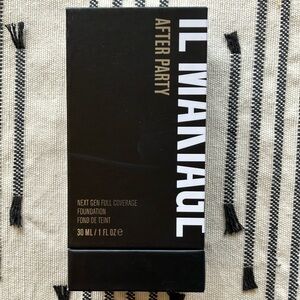 IL MAKIAGE
AFTER PARTY
NEXT GEN FULL COVERAGE
FOUNDATION
FOND DE TEINT
30 ML / 1 FL OZ ℮